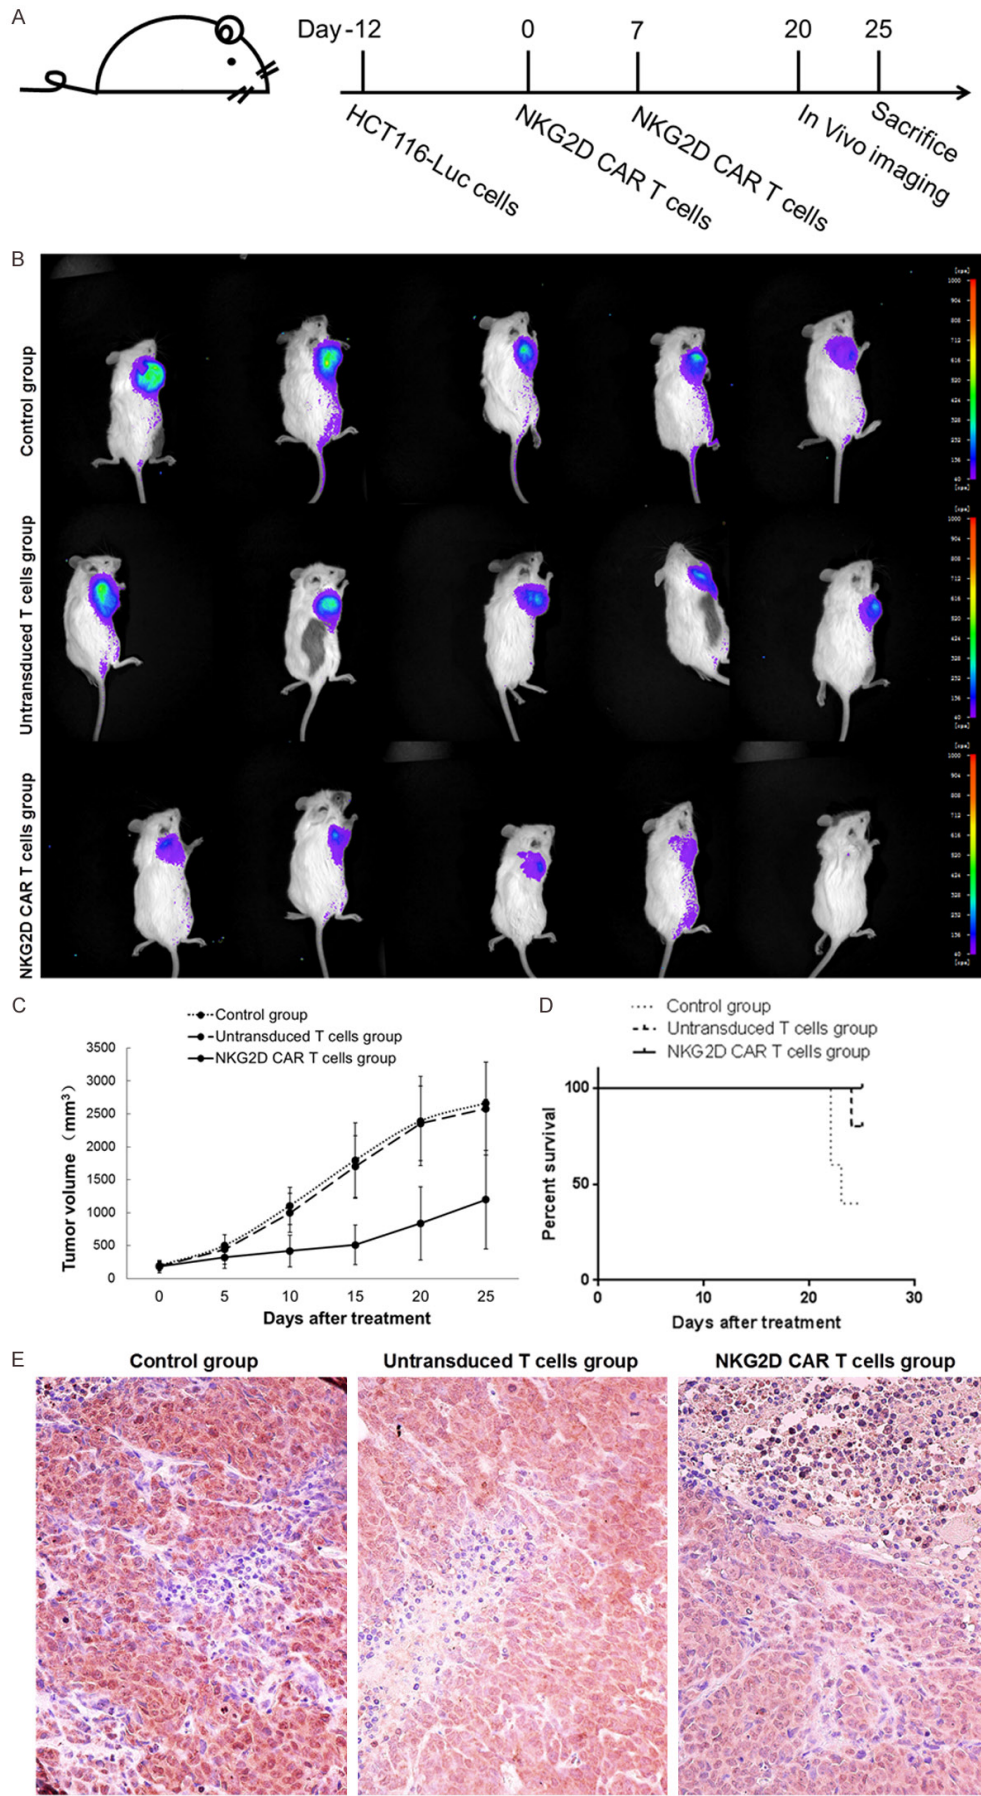 A
Day -12 0 7 20 25
HCT116-Luc cells
NKG2D CAR T cells
NKG2D CAR T cells
In Vivo imaging
Sacrifice
B
Control group
Untransduced T cells group
NKG2D CAR T cells group
C
Control group
Untransduced T cells group
NKG2D CAR T cells group
Tumor volume (mm³)
3500
3000
2500
2000
1500
1000
500
0
0 5 10 15 20 25
Days after treatment
D
Control group
Untransduced T cells group
NKG2D CAR T cells group
Percent survival
100
50
0
0 10 20 30
Days after treatment
E
Control group
Untransduced T cells group
NKG2D CAR T cells group